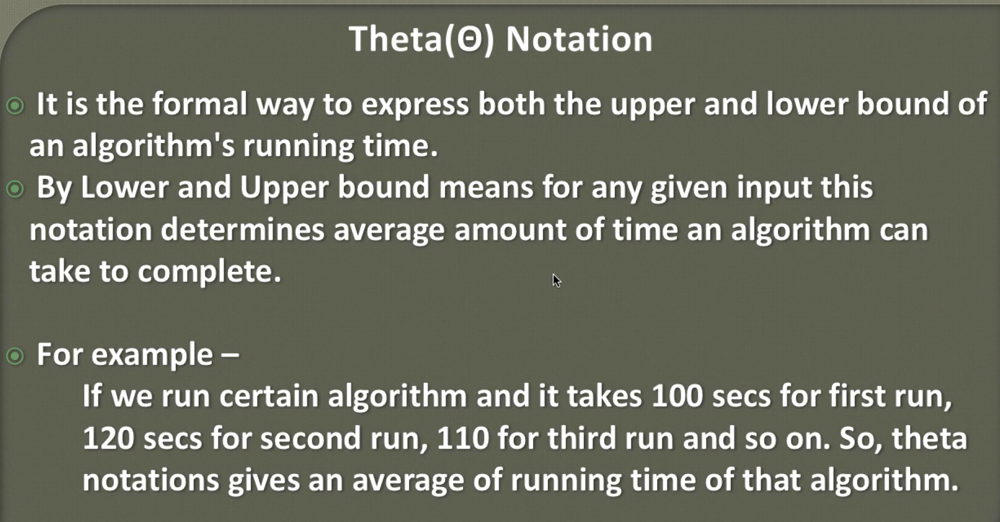 Theta(Θ) Notation
It is the formal way to express both the upper and lower bound of
an algorithm's running time.
By Lower and Upper bound means for any given input this
notation determines average amount of time an algorithm can
take to complete.
For example –
If we run certain algorithm and it takes 100 secs for first run,
120 secs for second run, 110 for third run and so on. So, theta
notations gives an average of running time of that algorithm.